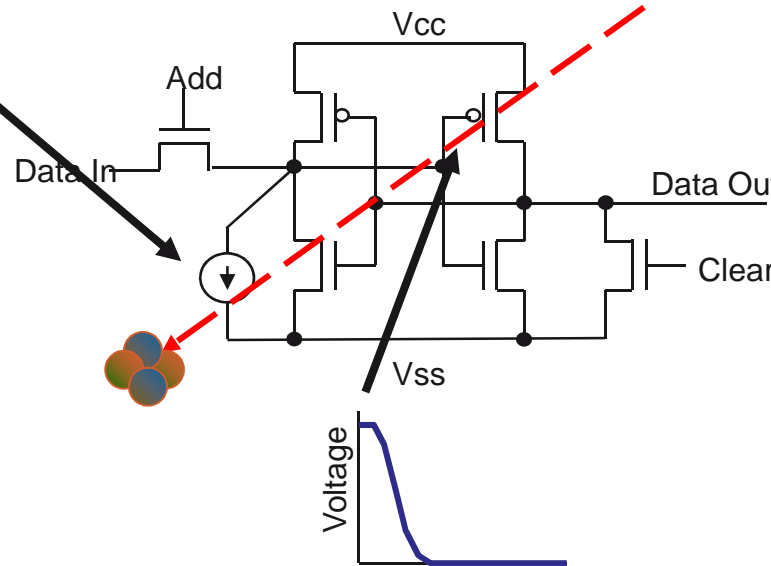 Vcc
Add
Data In
Data Out
Clear
Vss
Voltage